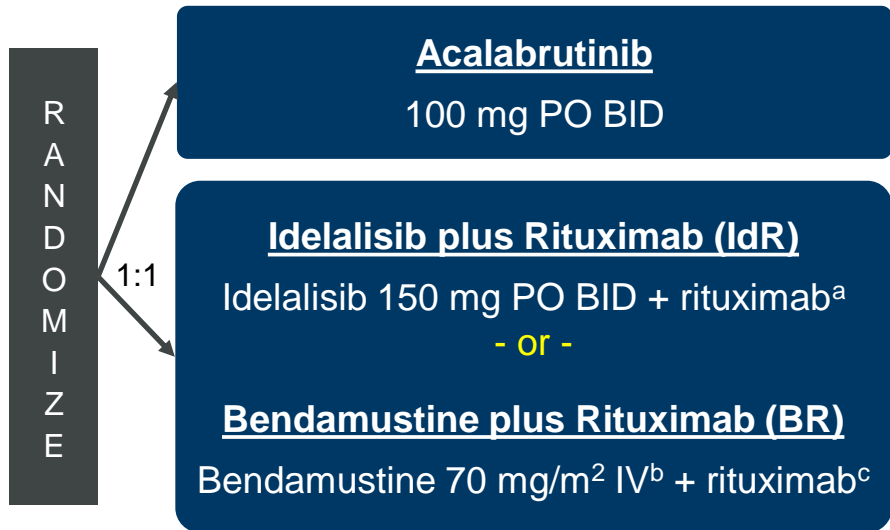 RANDOMIZE
1:1
Acalabrutinib
100 mg PO BID
Idelalisib plus Rituximab (IdR)
Idelalisib 150 mg PO BID + rituximabᵃ
- or -
Bendamustine plus Rituximab (BR)
Bendamustine 70 mg/m² IVᵇ + rituximabᶜ